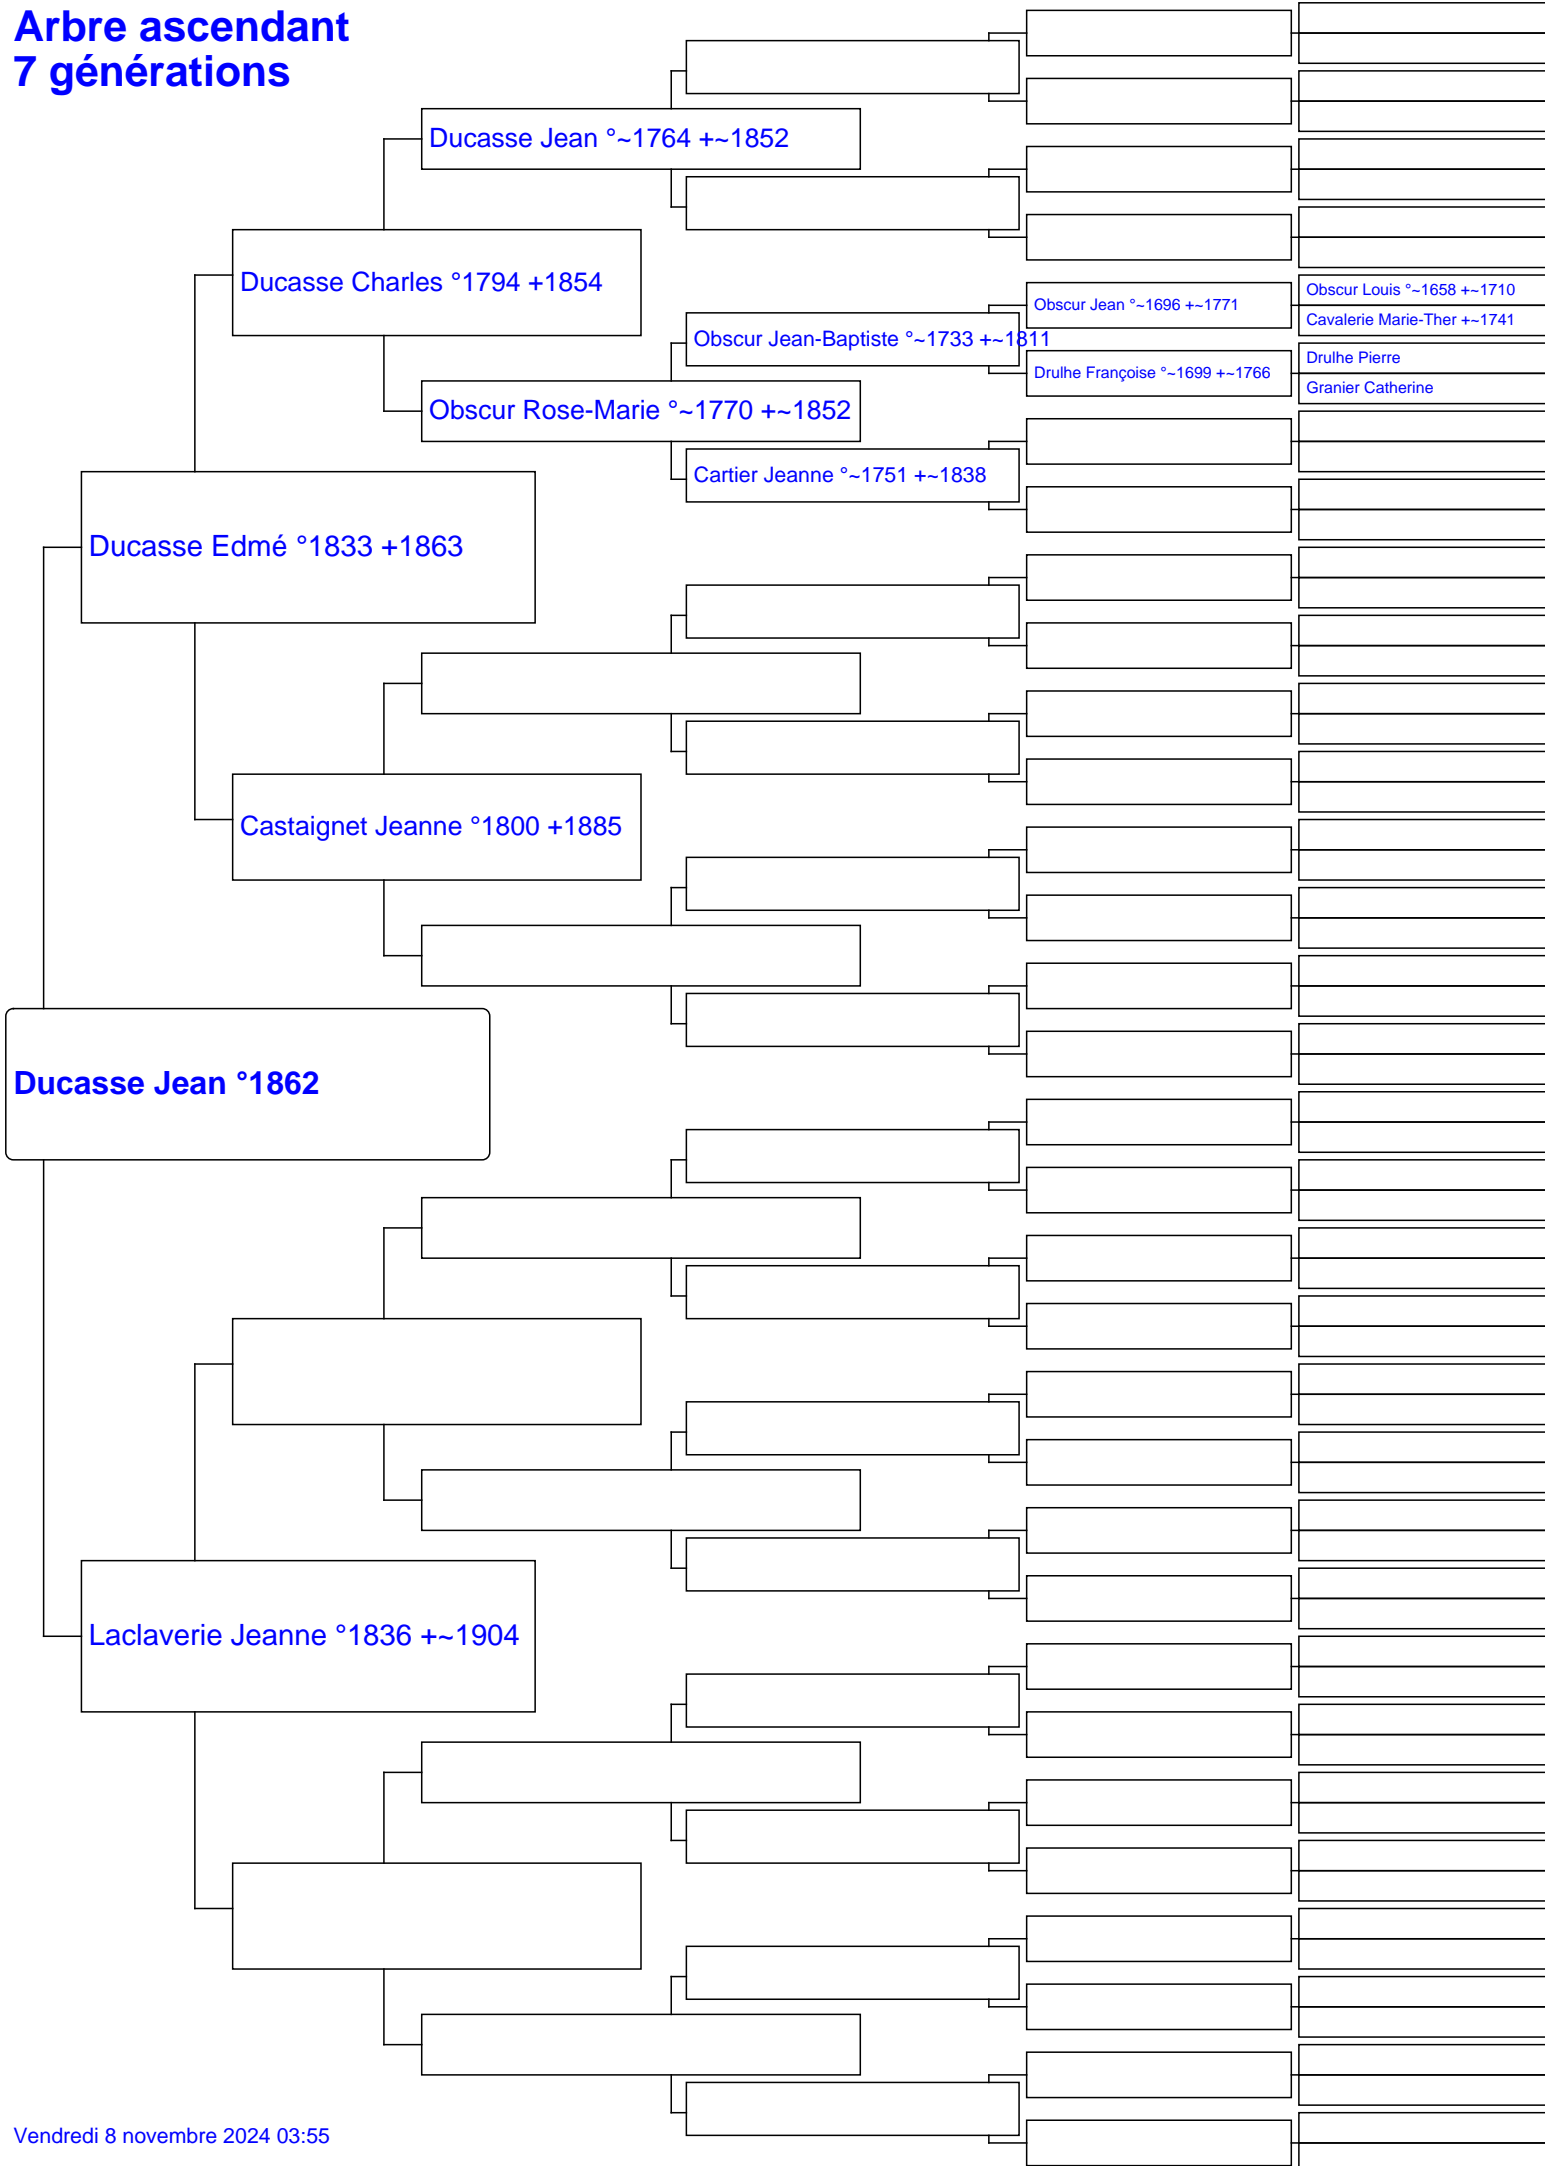 Arbre ascendant
7 générations
Ducasse Jean °~1764 +~1852
Ducasse Charles °1794 +1854
Obscur Louis °~1658 +~1710
Obscur Jean °~1696 +~1771
Cavalerie Marie-Ther +~1741
Obscur Jean-Baptiste °~1733 +~1811
Drulhe Pierre
Drulhe Françoise °~1699 +~1766
Granier Catherine
Obscur Rose-Marie °~1770 +~1852
Cartier Jeanne °~1751 +~1838
Ducasse Edmé °1833 +1863
Castaignet Jeanne °1800 +1885
Ducasse Jean °1862
Laclaverie Jeanne °1836 +~1904
Vendredi 8 novembre 2024 03:55